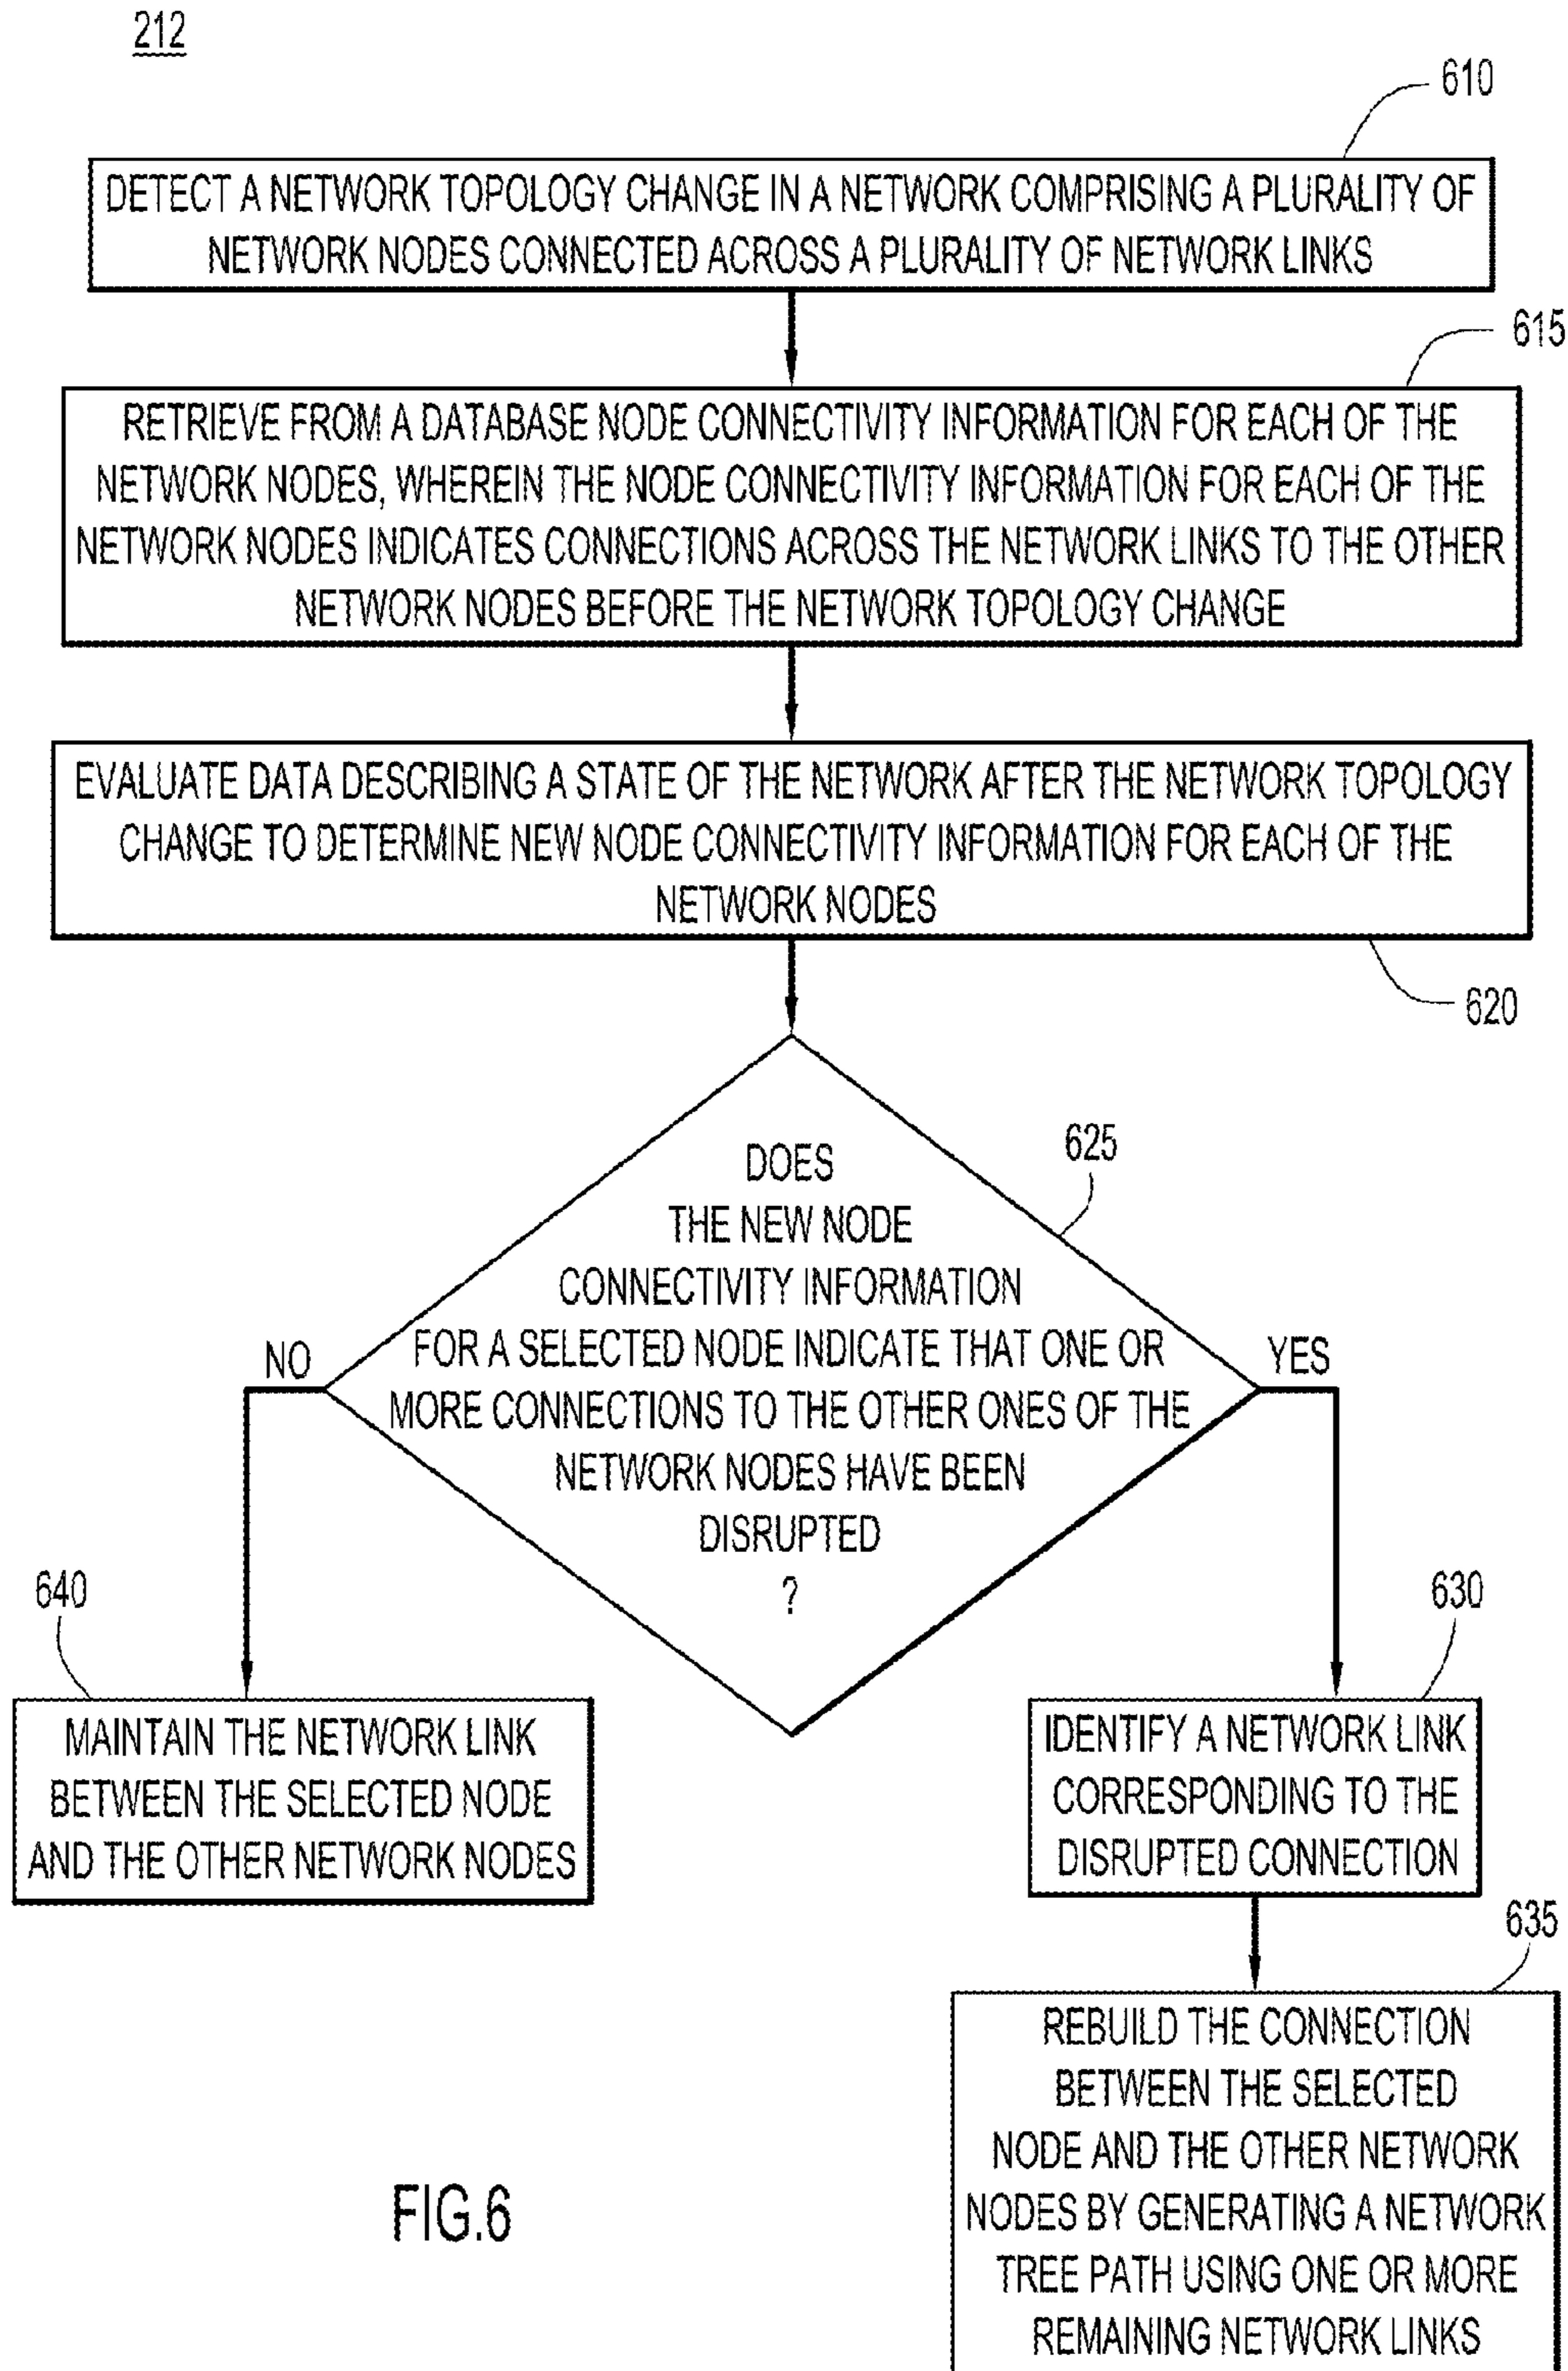 212
610
DETECT A NETWORK TOPOLOGY CHANGE IN A NETWORK COMPRISING A PLURALITY OF
NETWORK NODES CONNECTED ACROSS A PLURALITY OF NETWORK LINKS
615
RETRIEVE FROM A DATABASE NODE CONNECTIVITY INFORMATION FOR EACH OF THE
NETWORK NODES, WHEREIN THE NODE CONNECTIVITY INFORMATION FOR EACH OF THE
NETWORK NODES INDICATES CONNECTIONS ACROSS THE NETWORK LINKS TO THE OTHER
NETWORK NODES BEFORE THE NETWORK TOPOLOGY CHANGE
EVALUATE DATA DESCRIBING A STATE OF THE NETWORK AFTER THE NETWORK TOPOLOGY
CHANGE TO DETERMINE NEW NODE CONNECTIVITY INFORMATION FOR EACH OF THE
NETWORK NODES
620
625
DOES
THE NEW NODE
CONNECTIVITY INFORMATION
FOR A SELECTED NODE INDICATE THAT ONE OR
MORE CONNECTIONS TO THE OTHER ONES OF THE
NETWORK NODES HAVE BEEN
DISRUPTED
?
NO
YES
640
MAINTAIN THE NETWORK LINK
BETWEEN THE SELECTED NODE
AND THE OTHER NETWORK NODES
630
IDENTIFY A NETWORK LINK
CORRESPONDING TO THE
DISRUPTED CONNECTION
635
REBUILD THE CONNECTION
BETWEEN THE SELECTED
NODE AND THE OTHER NETWORK
NODES BY GENERATING A NETWORK
TREE PATH USING ONE OR MORE
REMAINING NETWORK LINKS
FIG.6